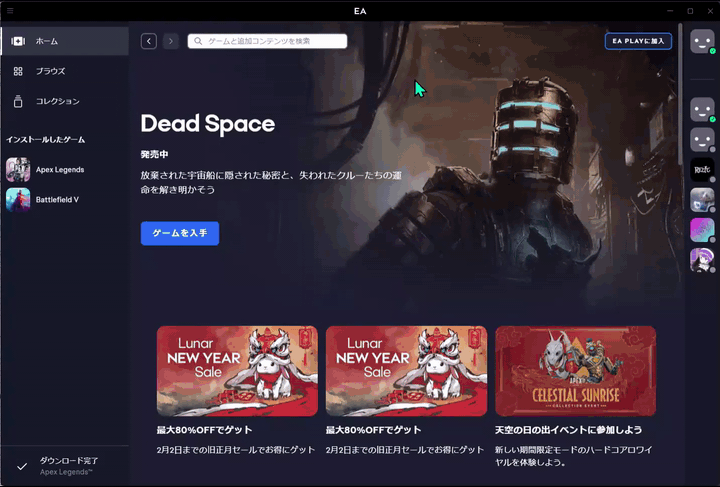 EA
ホーム
ブラウズ
コレクション
インストールしたゲーム
Apex Legends
Battlefield V
ダウンロード完了
Apex Legends™
ゲームと追加コンテンツを検索
EA PLAYに加入
Dead Space
発売中
放棄された宇宙船に隠された秘密と、失われたクルーたちの運
命を解き明かそう
ゲームを入手
Lunar
NEW YEAR
Sale
最大80%OFFでゲット
2月2日までの旧正月セールでお得にゲット
Lunar
NEW YEAR
Sale
最大80%OFFでゲット
2月2日までの旧正月セールでお得にゲット
APEX
CELESTIAL SUNRISE
COLLECTION EVENT
天空の日の出イベントに参加しよう
新しい期間限定モードのハードコアロワイ
ヤルを体験しよう。